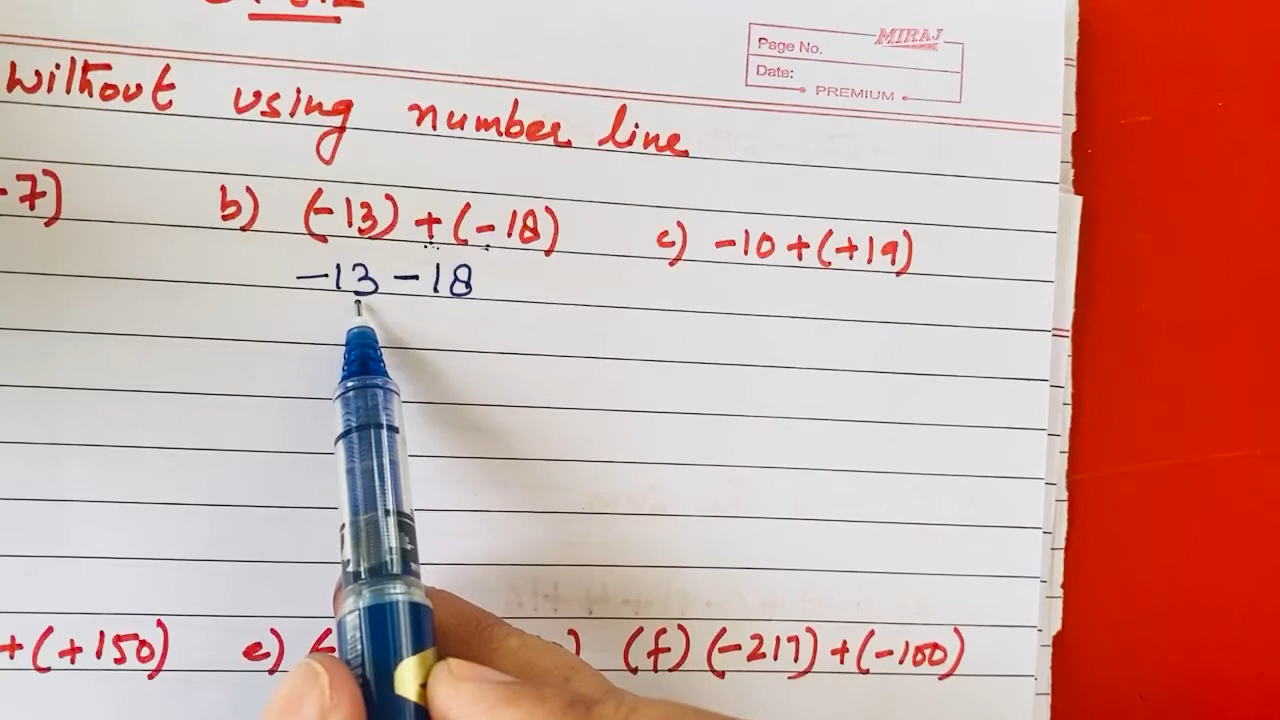 MIRAJ
Page No.
Date:
PREMIUM
without using number line
-7) b) (-13) + (-18) c) -10 + (+19)
-13 - 18
+ (+150) e) (- ) (f) (-217) + (-100)